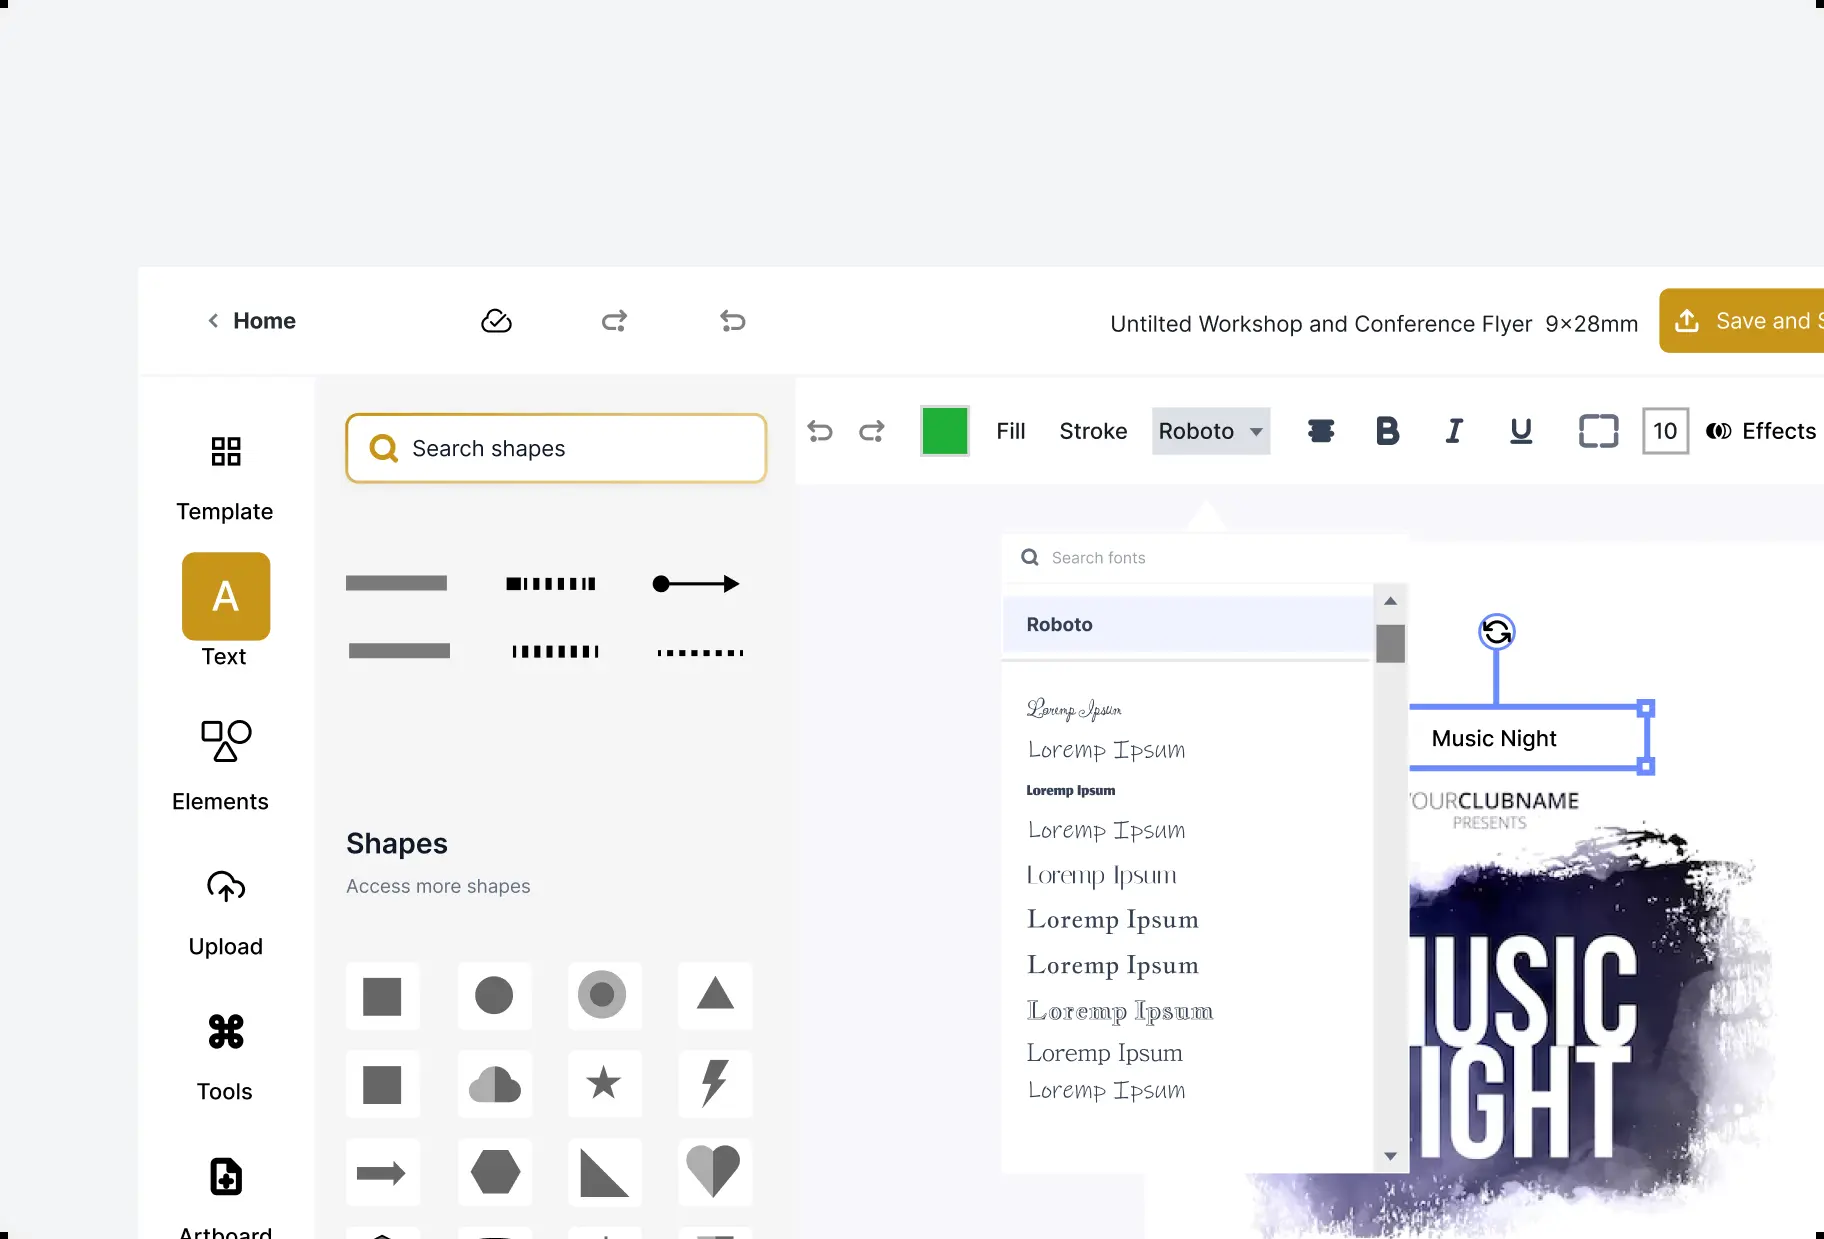 Home
Untilted Workshop and Conference Flyer 9×28mm
Save and
Template
A
Text
Elements
Upload
Tools
Artboard
Search shapes
Shapes
Access more shapes
Fill Stroke Roboto B I U 10 Effects
Search fonts
Roboto
Loremp Ipsum
Loremp Ipsum
Loremp Ipsum
Loremp Ipsum
Loremp Ipsum
Loremp Ipsum
Loremp Ipsum
Loremp Ipsum
Loremp Ipsum
Loremp Ipsum
Music Night
OURCLUBNAME
PRESENTS
USIC
IGHT